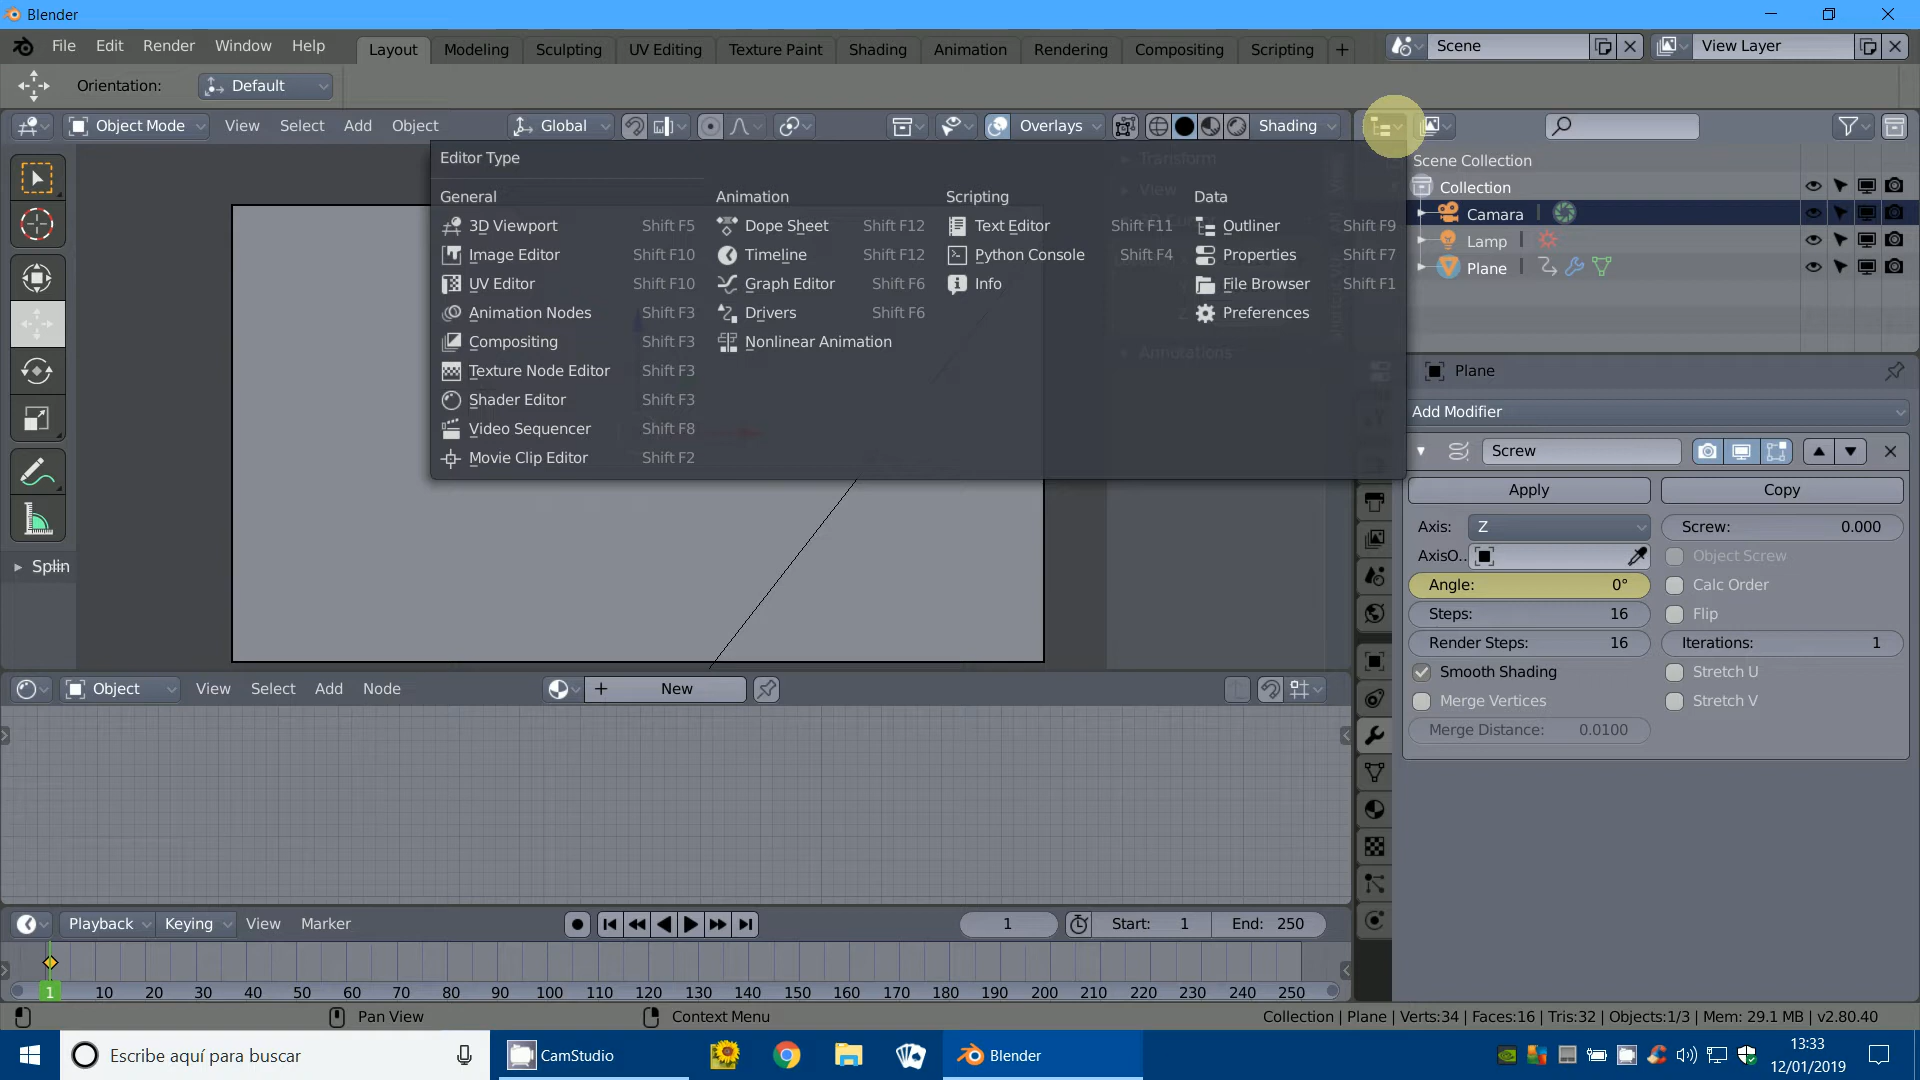 Blender
File Edit Render Window Help Layout Modeling Sculpting UV Editing Texture Paint Shading Animation Rendering Compositing Scripting + Scene View Layer
Orientation: Default
Object Mode View Select Add Object Global Overlays Shading
Editor Type
General
3D Viewport Shift F5
Image Editor Shift F10
UV Editor Shift F10
Animation Nodes Shift F3
Compositing Shift F3
Texture Node Editor Shift F3
Shader Editor Shift F3
Video Sequencer Shift F8
Movie Clip Editor Shift F2
Animation
Dope Sheet Shift F12
Timeline Shift F12
Graph Editor Shift F6
Drivers Shift F6
Nonlinear Animation
Scripting
Text Editor Shift F11
Python Console Shift F4
Info
Data
Outliner Shift F9
Properties Shift F7
File Browser Shift F1
Preferences
Transform
View
Annotations
Scene Collection
Collection
Camara
Lamp
Plane
Plane
Add Modifier
Screw
Apply Copy
Axis: Z Screw: 0.000
AxisO.. Object Screw
Angle: 0° Calc Order
Steps: 16 Flip
Render Steps: 16 Iterations: 1
Smooth Shading Stretch U
Merge Vertices Stretch V
Merge Distance: 0.0100
Object View Select Add Node + New
Playback Keying View Marker 1 Start: 1 End: 250
1 10 20 30 40 50 60 70 80 90 100 110 120 130 140 150 160 170 180 190 200 210 220 230 240 250
Pan View Context Menu Collection | Plane | Verts:34 | Faces:16 | Tris:32 | Objects:1/3 | Mem: 29.1 MB | v2.80.40
Escribe aquí para buscar CamStudio Blender
13:33
12/01/2019